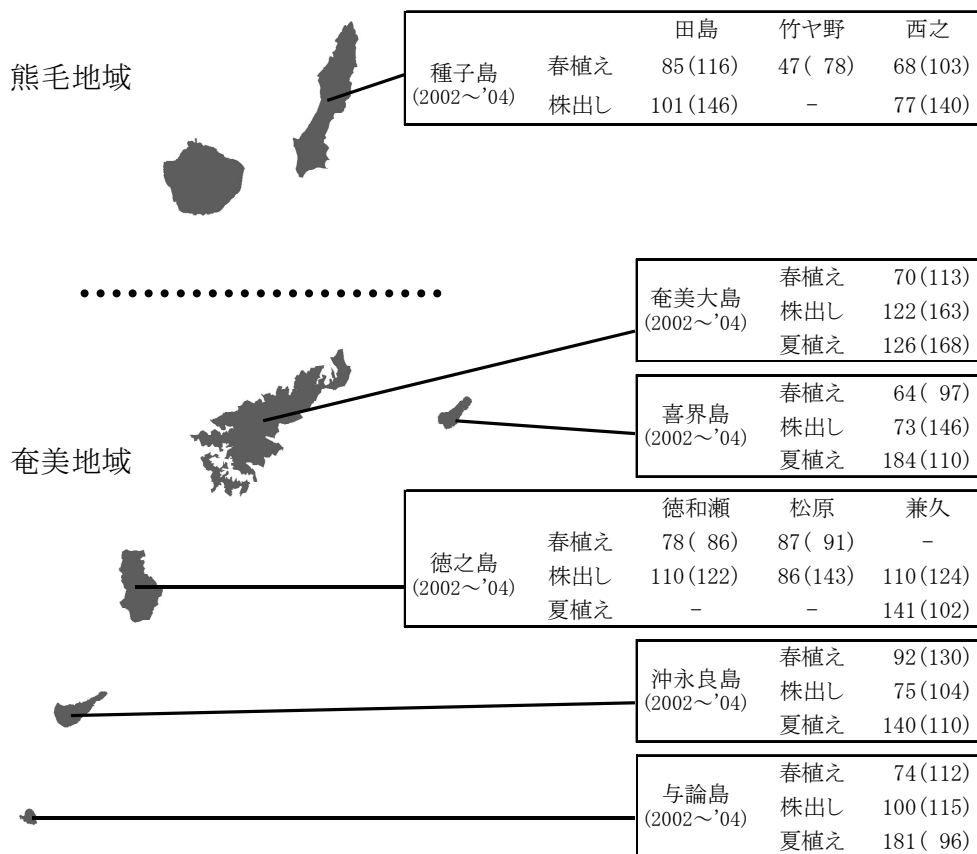 熊毛地域
田島 竹ヤ野 西之
種子島
(2002～'04)
春植え 85(116) 47( 78) 68(103)
株出し 101(146) - 77(140)
奄美大島
(2002～'04)
春植え 70(113)
株出し 122(163)
夏植え 126(168)
喜界島
(2002～'04)
春植え 64( 97)
株出し 73(146)
夏植え 184(110)
奄美地域
徳和瀬 松原 兼久
徳之島
(2002～'04)
春植え 78( 86) 87( 91) -
株出し 110(122) 86(143) 110(124)
夏植え - - 141(102)
沖永良島
(2002～'04)
春植え 92(130)
株出し 75(104)
夏植え 140(110)
与論島
(2002～'04)
春植え 74(112)
株出し 100(115)
夏植え 181( 96)